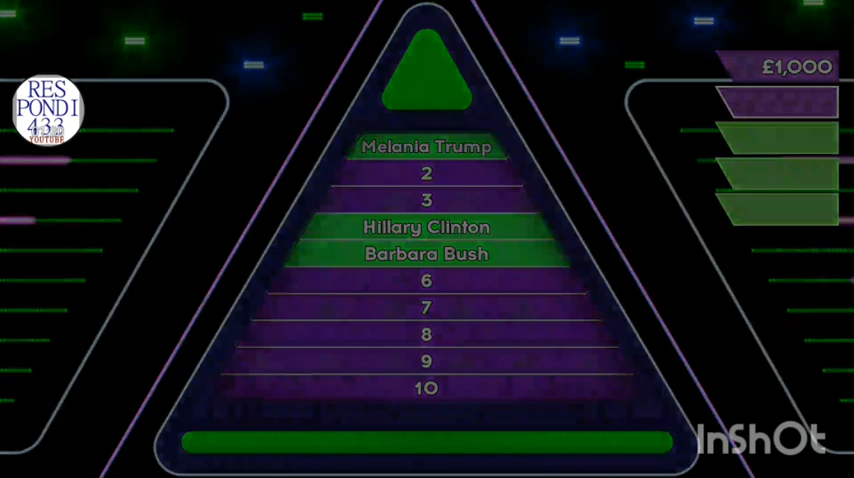 RES
PONDI
433
YOUTUBE
£1,000
Melania Trump
2
3
Hillary Clinton
Barbara Bush
6
7
8
9
10
InShOt